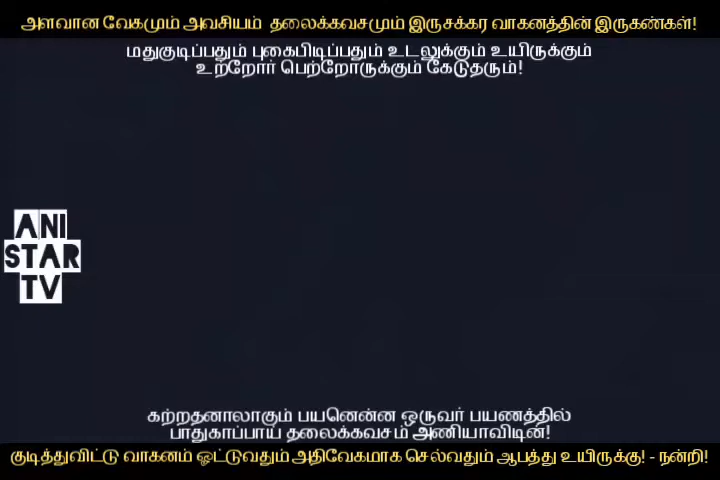 அளவான வேகமும் அவசியம் தலைக்கவசமும் இருசக்கர வாகனத்தின் இருகண்கள்!
மதுகுடிப்பதும் புகைபிடிப்பதும் உடலுக்கும் உயிருக்கும்
உற்றோர் பெற்றோருக்கும் கேடுதரும்!
ANI
STAR
TV
கற்றதனாலாகும் பயனென்ன ஒருவர் பயணத்தில்
பாதுகாப்பாய் தலைக்கவசம் அணியாவிடின்!
குடித்துவிட்டு வாகனம் ஓட்டுவதும் அதிவேகமாக செல்வதும் ஆபத்து உயிருக்கு! - நன்றி!